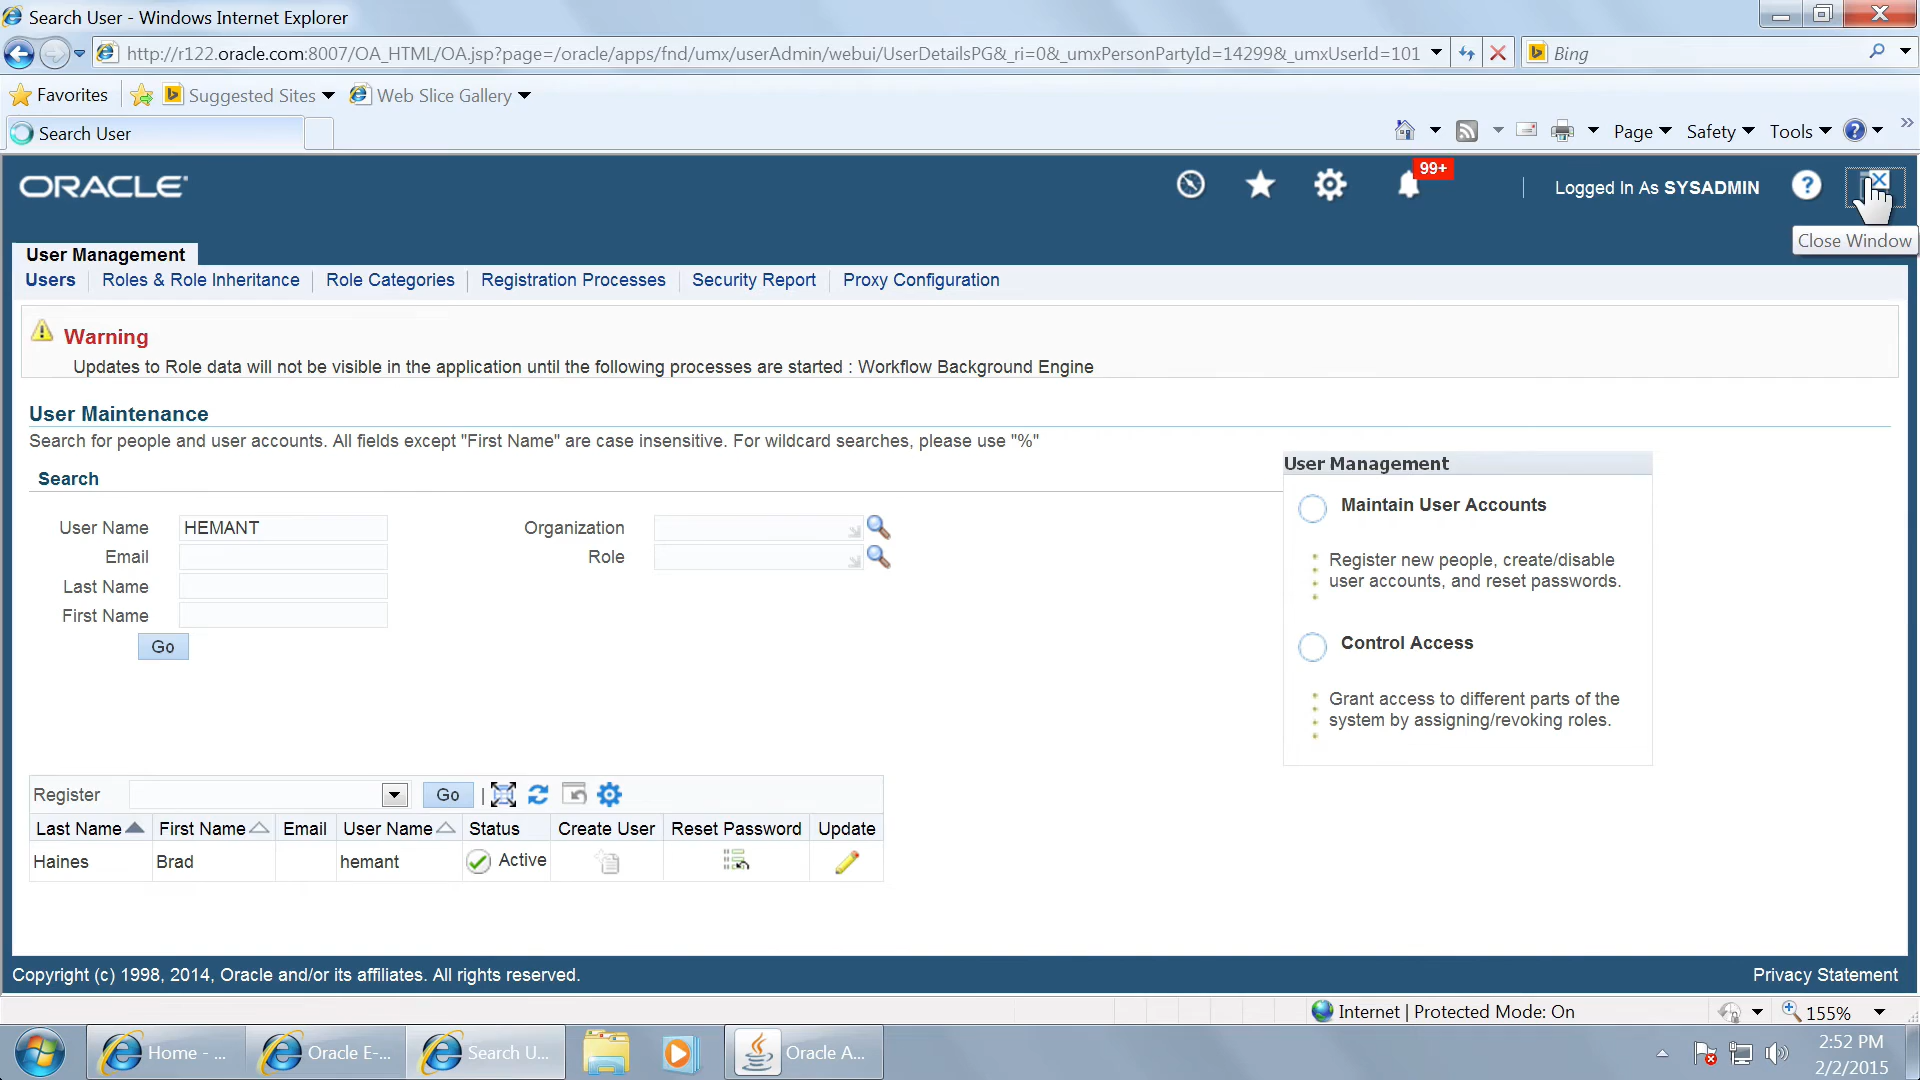 Search User - Windows Internet Explorer
http://r122.oracle.com:8007/OA_HTML/OA.jsp?page=/oracle/apps/fnd/umx/userAdmin/webui/UserDetailsPG&_ri=0&_umxPersonPartyId=14299&_umxUserId=101
Bing
Favorites Suggested Sites Web Slice Gallery
Search User
Page Safety Tools
ORACLE
99+
Logged In As SYSADMIN
Close Window
User Management
Users Roles & Role Inheritance Role Categories Registration Processes Security Report Proxy Configuration
Warning
Updates to Role data will not be visible in the application until the following processes are started : Workflow Background Engine
User Maintenance
Search for people and user accounts. All fields except "First Name" are case insensitive. For wildcard searches, please use "%"
Search
User Name HEMANT Organization
Email Role
Last Name
First Name
Go
User Management
Maintain User Accounts
Register new people, create/disable
user accounts, and reset passwords.
Control Access
Grant access to different parts of the
system by assigning/revoking roles.
Register Go
Last Name First Name Email User Name Status Create User Reset Password Update
Haines Brad hemant Active
Copyright (c) 1998, 2014, Oracle and/or its affiliates. All rights reserved.
Privacy Statement
Internet | Protected Mode: On
155%
Home - ... Oracle E-... Search U... Oracle A...
2:52 PM
2/2/2015